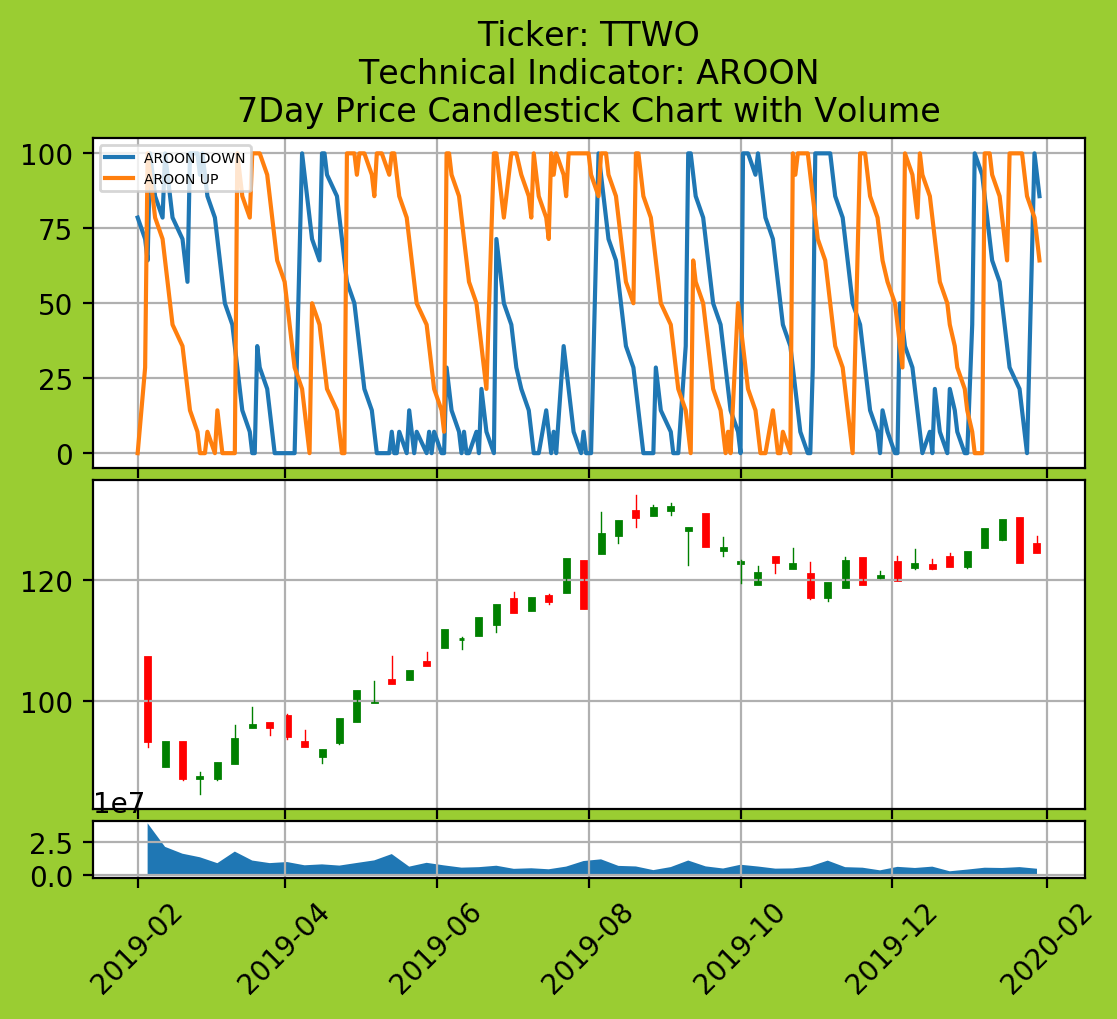 Ticker: TTWO
Technical Indicator: AROON
7Day Price Candlestick Chart with Volume
100
75
50
25
0
AROON DOWN
AROON UP
120
100
1e7
2.5
0.0
2019-02
2019-04
2019-06
2019-08
2019-10
2019-12
2020-02